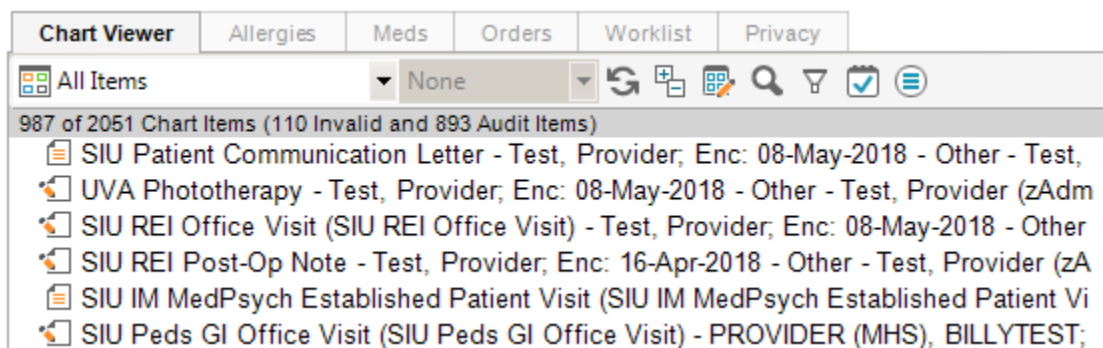 Chart Viewer Allergies Meds Orders Worklist Privacy
All Items None
987 of 2051 Chart Items (110 Invalid and 893 Audit Items)
SIU Patient Communication Letter - Test, Provider; Enc: 08-May-2018 - Other - Test,
UVA Phototherapy - Test, Provider; Enc: 08-May-2018 - Other - Test, Provider (zAdm
SIU REI Office Visit (SIU REI Office Visit) - Test, Provider; Enc: 08-May-2018 - Other
SIU REI Post-Op Note - Test, Provider; Enc: 16-Apr-2018 - Other - Test, Provider (zA
SIU IM MedPsych Established Patient Visit (SIU IM MedPsych Established Patient Vi
SIU Peds GI Office Visit (SIU Peds GI Office Visit) - PROVIDER (MHS), BILLYTEST;